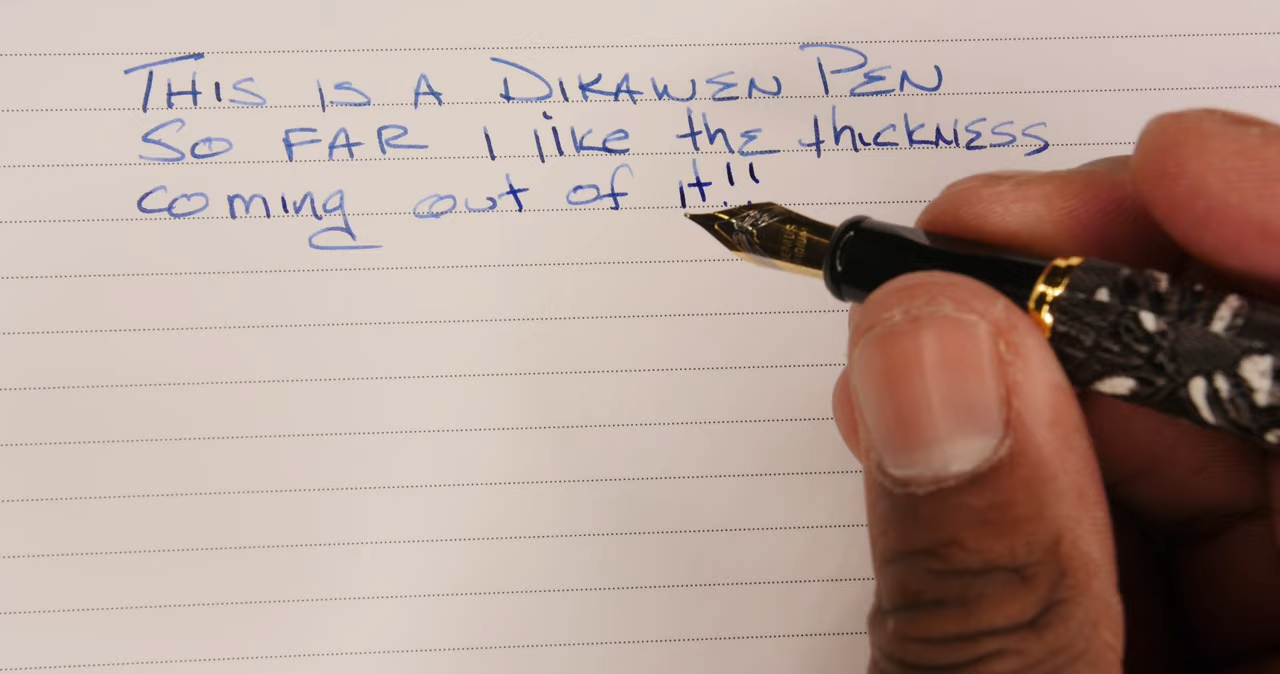 THIS IS A DIKAWEN PEN
SO FAR I like the thickNESS
coming out of it!!